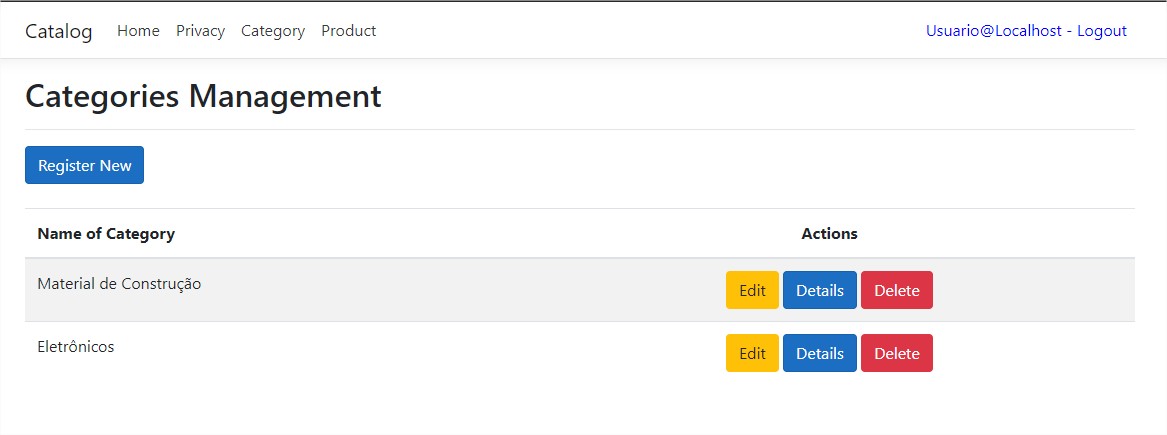 Catalog Home Privacy Category Product Usuario@Localhost - Logout
Categories Management
Register New
Name of Category Actions
Material de Construção Edit Details Delete
Eletrônicos Edit Details Delete